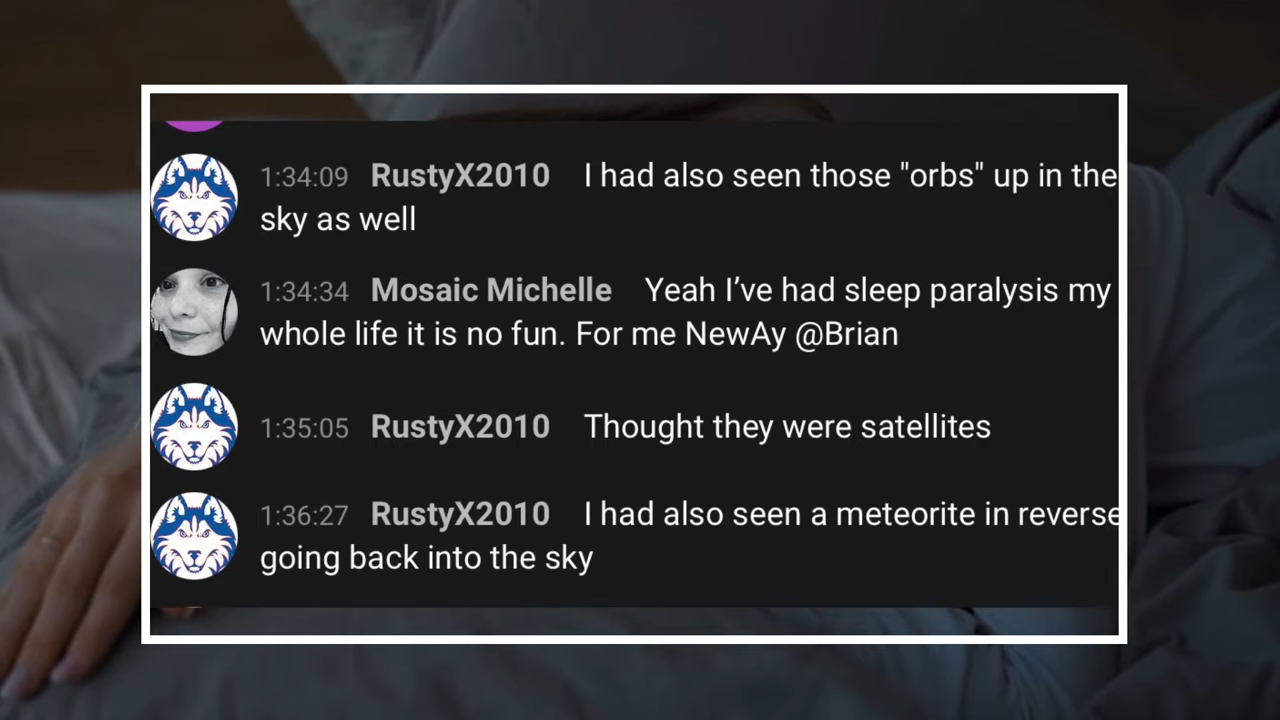 1:34:09 RustyX2010 I had also seen those "orbs" up in the
sky as well
1:34:34 Mosaic Michelle Yeah I’ve had sleep paralysis my
whole life it is no fun. For me NewAy @Brian
1:35:05 RustyX2010 Thought they were satellites
1:36:27 RustyX2010 I had also seen a meteorite in reverse
going back into the sky